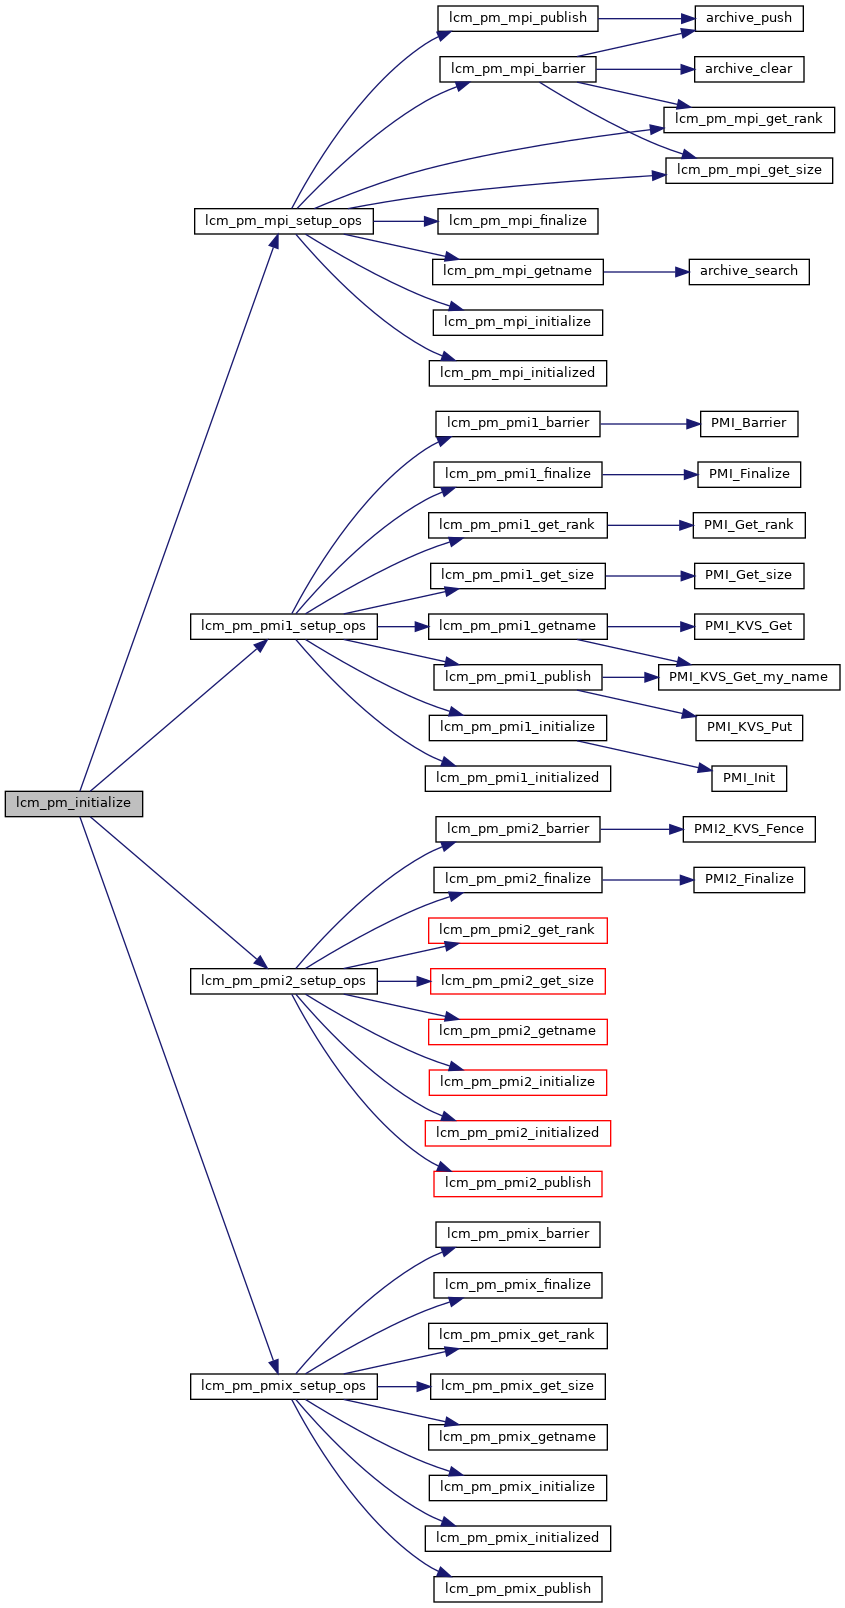 lcm_pm_mpi_publish
archive_push
lcm_pm_mpi_barrier
archive_clear
lcm_pm_mpi_get_rank
lcm_pm_mpi_get_size
lcm_pm_mpi_setup_ops
lcm_pm_mpi_finalize
lcm_pm_mpi_getname
archive_search
lcm_pm_mpi_initialize
lcm_pm_mpi_initialized
lcm_pm_pmi1_barrier
PMI_Barrier
lcm_pm_pmi1_finalize
PMI_Finalize
lcm_pm_pmi1_get_rank
PMI_Get_rank
lcm_pm_pmi1_get_size
PMI_Get_size
lcm_pm_pmi1_setup_ops
lcm_pm_pmi1_getname
PMI_KVS_Get
lcm_pm_pmi1_publish
PMI_KVS_Get_my_name
lcm_pm_pmi1_initialize
PMI_KVS_Put
lcm_pm_pmi1_initialized
PMI_Init
lcm_pm_initialize
lcm_pm_pmi2_barrier
PMI2_KVS_Fence
lcm_pm_pmi2_finalize
PMI2_Finalize
lcm_pm_pmi2_get_rank
lcm_pm_pmi2_setup_ops
lcm_pm_pmi2_get_size
lcm_pm_pmi2_getname
lcm_pm_pmi2_initialize
lcm_pm_pmi2_initialized
lcm_pm_pmi2_publish
lcm_pm_pmix_barrier
lcm_pm_pmix_finalize
lcm_pm_pmix_get_rank
lcm_pm_pmix_setup_ops
lcm_pm_pmix_get_size
lcm_pm_pmix_getname
lcm_pm_pmix_initialize
lcm_pm_pmix_initialized
lcm_pm_pmix_publish